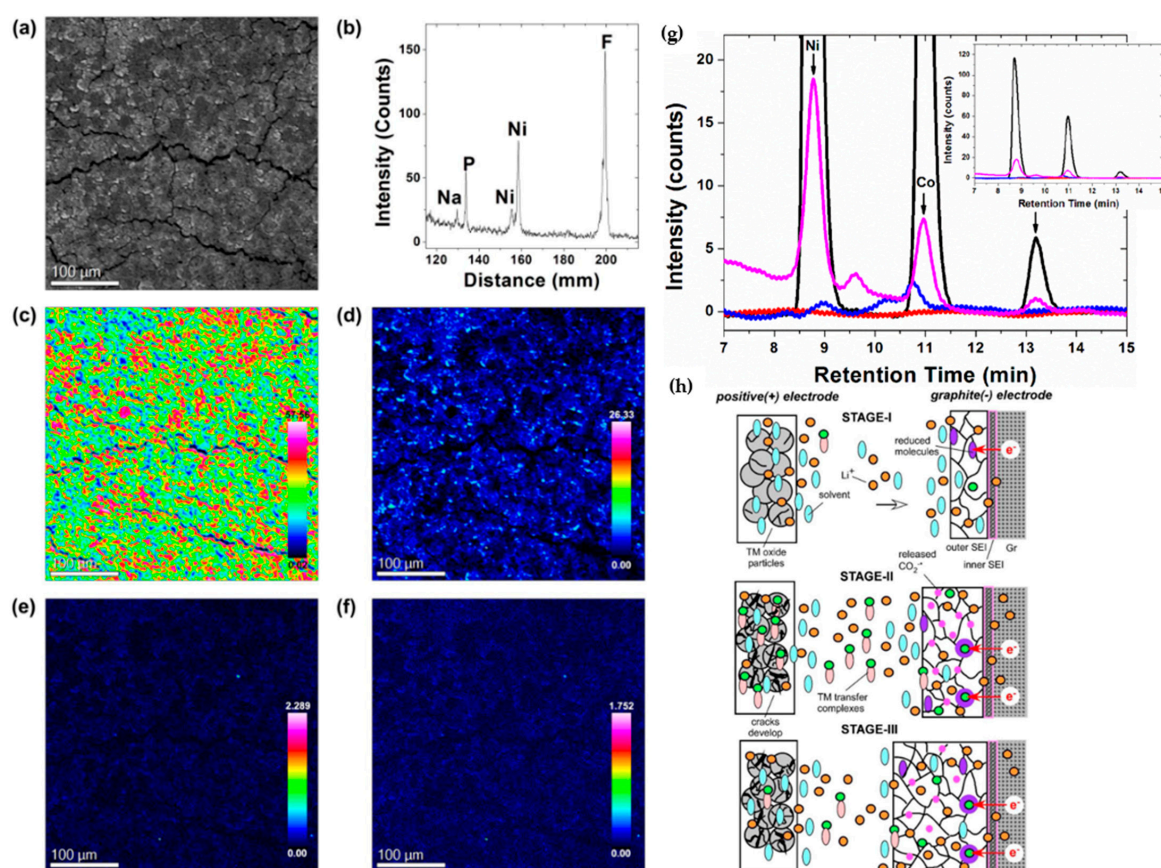 (a)
100 µm
(b)
Intensity (Counts)
150
100
50
0
Na
P
Ni
Ni
F
120
140
160
180
200
Distance (mm)
(c)
57.56
0.02
100 µm
(d)
26.33
0.00
100 µm
(e)
2.289
0.00
100 µm
(f)
1.752
0.00
100 µm
(g)
Intensity (counts)
20
15
10
5
0
Ni
Co
7 8 9 10 11 12 13 14 15
Retention Time (min)
Intensity (counts)
120
100
80
60
40
20
0
7 8 9 10 11 12 13 14 15
Retention Time (min)
(h)
positive(+) electrode
graphite(-) electrode
STAGE-I
reduced
molecules
Li+
solvent
e-
TM oxide
particles
outer SEI
inner SEI
Gr
released
CO2-•
STAGE-II
e-
e-
TM transfer
complexes
cracks
develop
STAGE-III
e-
e-